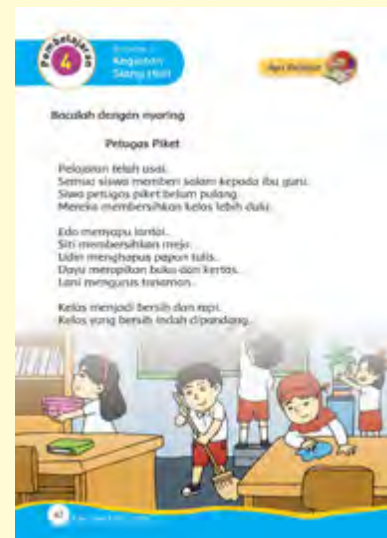 Pembelajaran
4
Kegiatan
Siang Hari
Ayo Belajar
Bacalah dengan nyaring
Petugas Piket
Pelajaran telah usai.
Semua siswa memberi salam kepada ibu guru.
Siswa petugas piket belum pulang.
Mereka membersihkan kelas lebih dulu.
Edo menyapu lantai.
Siti membersihkan meja.
Udin menghapus papan tulis.
Dayu merapikan buku dan kertas.
Lani mengurus tanaman.
Kelas menjadi bersih dan rapi.
Kelas yang bersih indah dipandang.